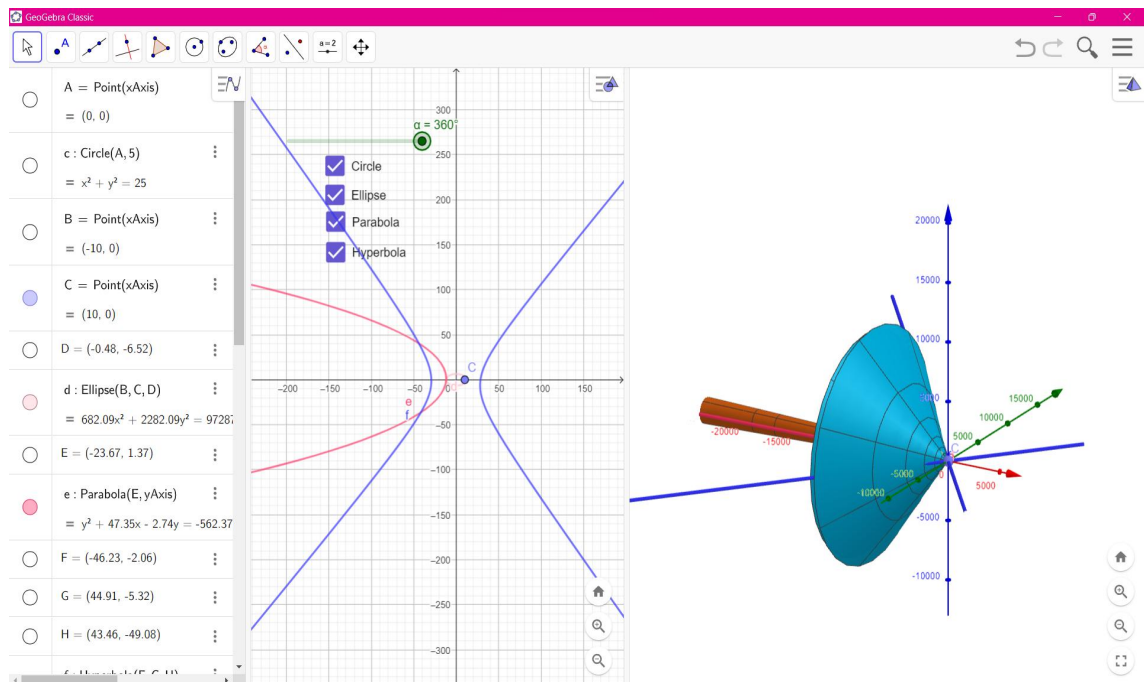 GeoGebra Classic
A
a=2
A = Point(xAxis)
= (0, 0)
c : Circle(A, 5)
= x² + y² = 25
B = Point(xAxis)
= (-10, 0)
C = Point(xAxis)
= (10, 0)
D = (-0.48, -6.52)
d : Ellipse(B, C, D)
= 682.09x² + 2282.09y² = 97287
E = (-23.67, 1.37)
e : Parabola(E, yAxis)
= y² + 47.35x - 2.74y = -562.37
F = (-46.23, -2.06)
G = (44.91, -5.32)
H = (43.46, -49.08)
α = 360°
Circle
Ellipse
Parabola
Hyperbola
300
250
200
150
100
50
−50
−100
−150
−200
−250
−300
−200
−150
−100
−50
0
50
100
150
C
e
f
20000
15000
10000
-5000
-10000
15000
10000
5000
-5000
-10000
-20000
-15000
5000
C